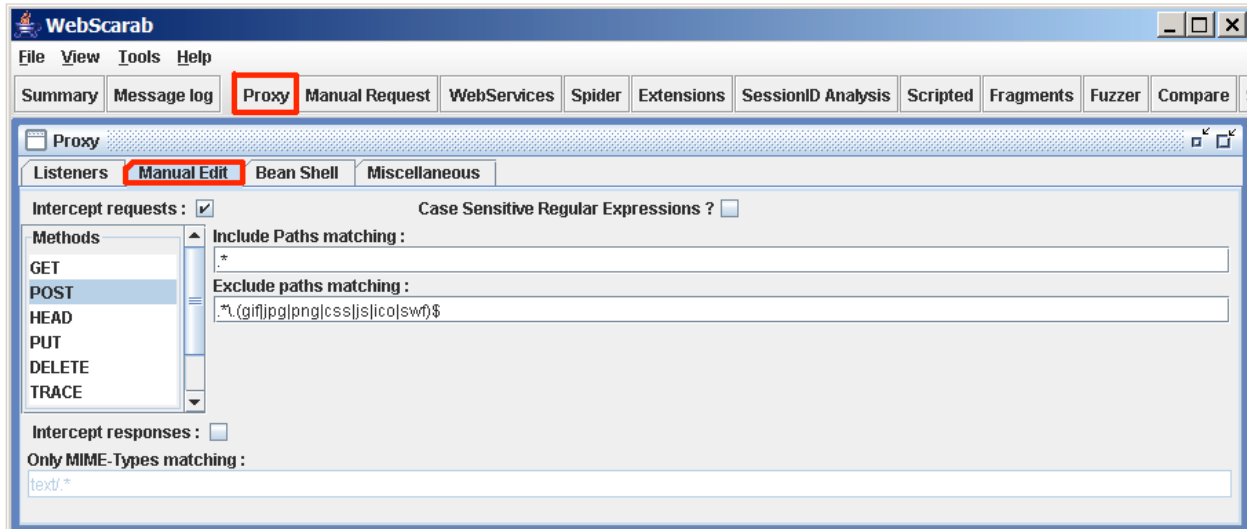 WebScarab
File View Tools Help
Summary Message log Proxy Manual Request WebServices Spider Extensions SessionID Analysis Scripted Fragments Fuzzer Compare
Proxy
Listeners Manual Edit Bean Shell Miscellaneous
Intercept requests : Case Sensitive Regular Expressions ?
Methods
GET
POST
HEAD
PUT
DELETE
TRACE
Include Paths matching :
.*
Exclude paths matching :
.*\.(gif|jpg|png|css|js|ico|swf)$
Intercept responses :
Only MIME-Types matching :
text/.*